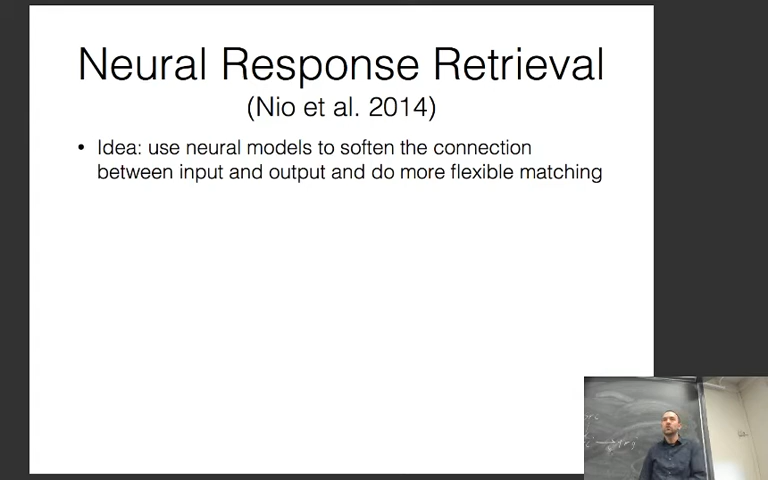 Neural Response Retrieval
(Nio et al. 2014)
• Idea: use neural models to soften the connection
between input and output and do more flexible matching